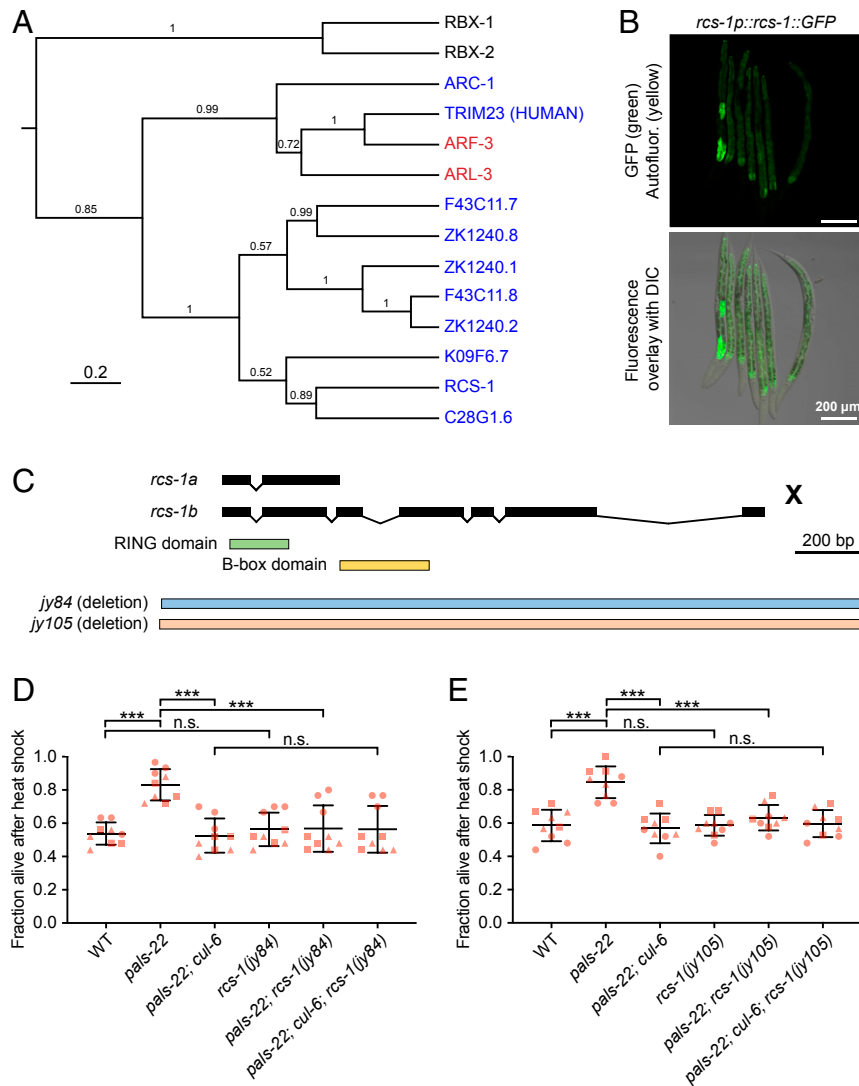 A
RBX-1
RBX-2
ARC-1
TRIM23 (HUMAN)
ARF-3
ARL-3
F43C11.7
ZK1240.8
ZK1240.1
F43C11.8
ZK1240.2
K09F6.7
RCS-1
C28G1.6
1
0.99
1
0.72
0.85
0.99
0.57
1
1
1
0.52
0.89
0.2
B
rcs-1p::rcs-1::GFP
GFP (green)
Autofluor. (yellow)
Fluorescence
overlay with DIC
200 µm
C
rcs-1a
rcs-1b
X
RING domain
200 bp
B-box domain
jy84 (deletion)
jy105 (deletion)
D
***
***
***
n.s.
n.s.
Fraction alive after heat shock
1.0
0.8
0.6
0.4
0.2
0.0
WT
pals-22
pals-22; cul-6
rcs-1(jy84)
pals-22; rcs-1(jy84)
pals-22; cul-6; rcs-1(jy84)
E
***
***
***
n.s.
n.s.
Fraction alive after heat shock
1.0
0.8
0.6
0.4
0.2
0.0
WT
pals-22
pals-22; cul-6
rcs-1(jy105)
pals-22; rcs-1(jy105)
pals-22; cul-6; rcs-1(jy105)